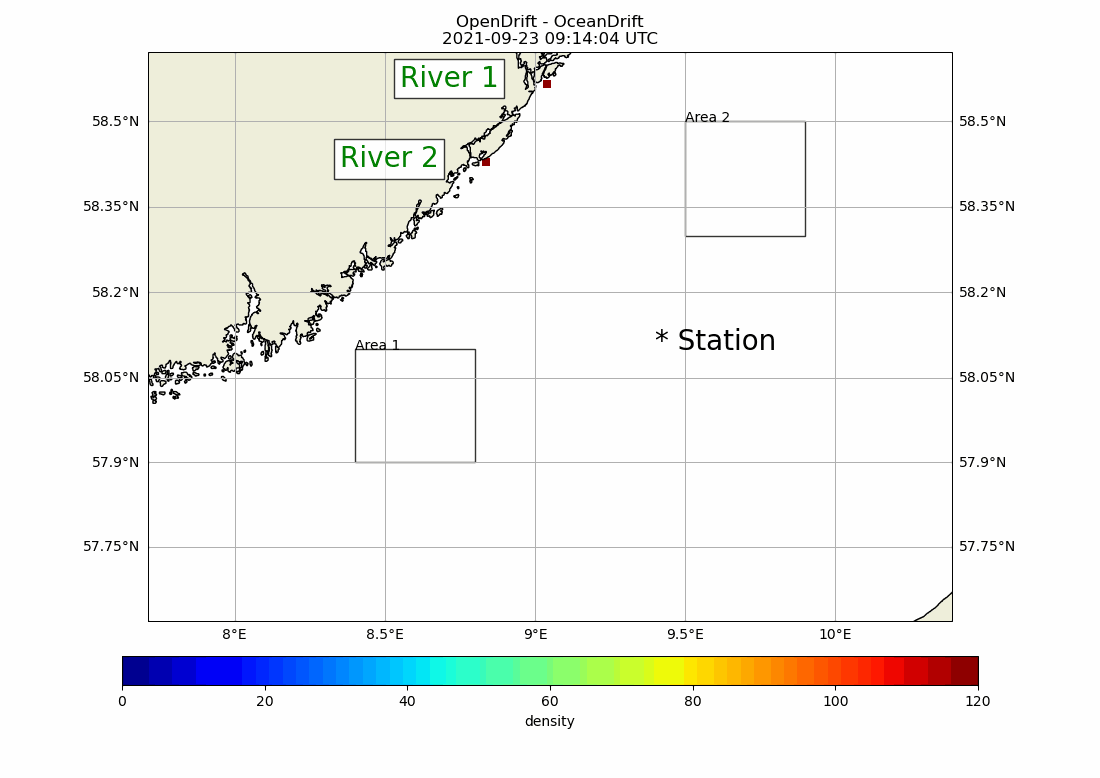 OpenDrift - OceanDrift
2021-09-23 09:14:04 UTC
River 1
58.5°N
Area 2
58.5°N
River 2
58.35°N
58.35°N
58.2°N
58.2°N
* Station
Area 1
58.05°N
58.05°N
57.9°N
57.9°N
57.75°N
57.75°N
8°E 8.5°E 9°E 9.5°E 10°E
0 20 40 60 80 100 120
density